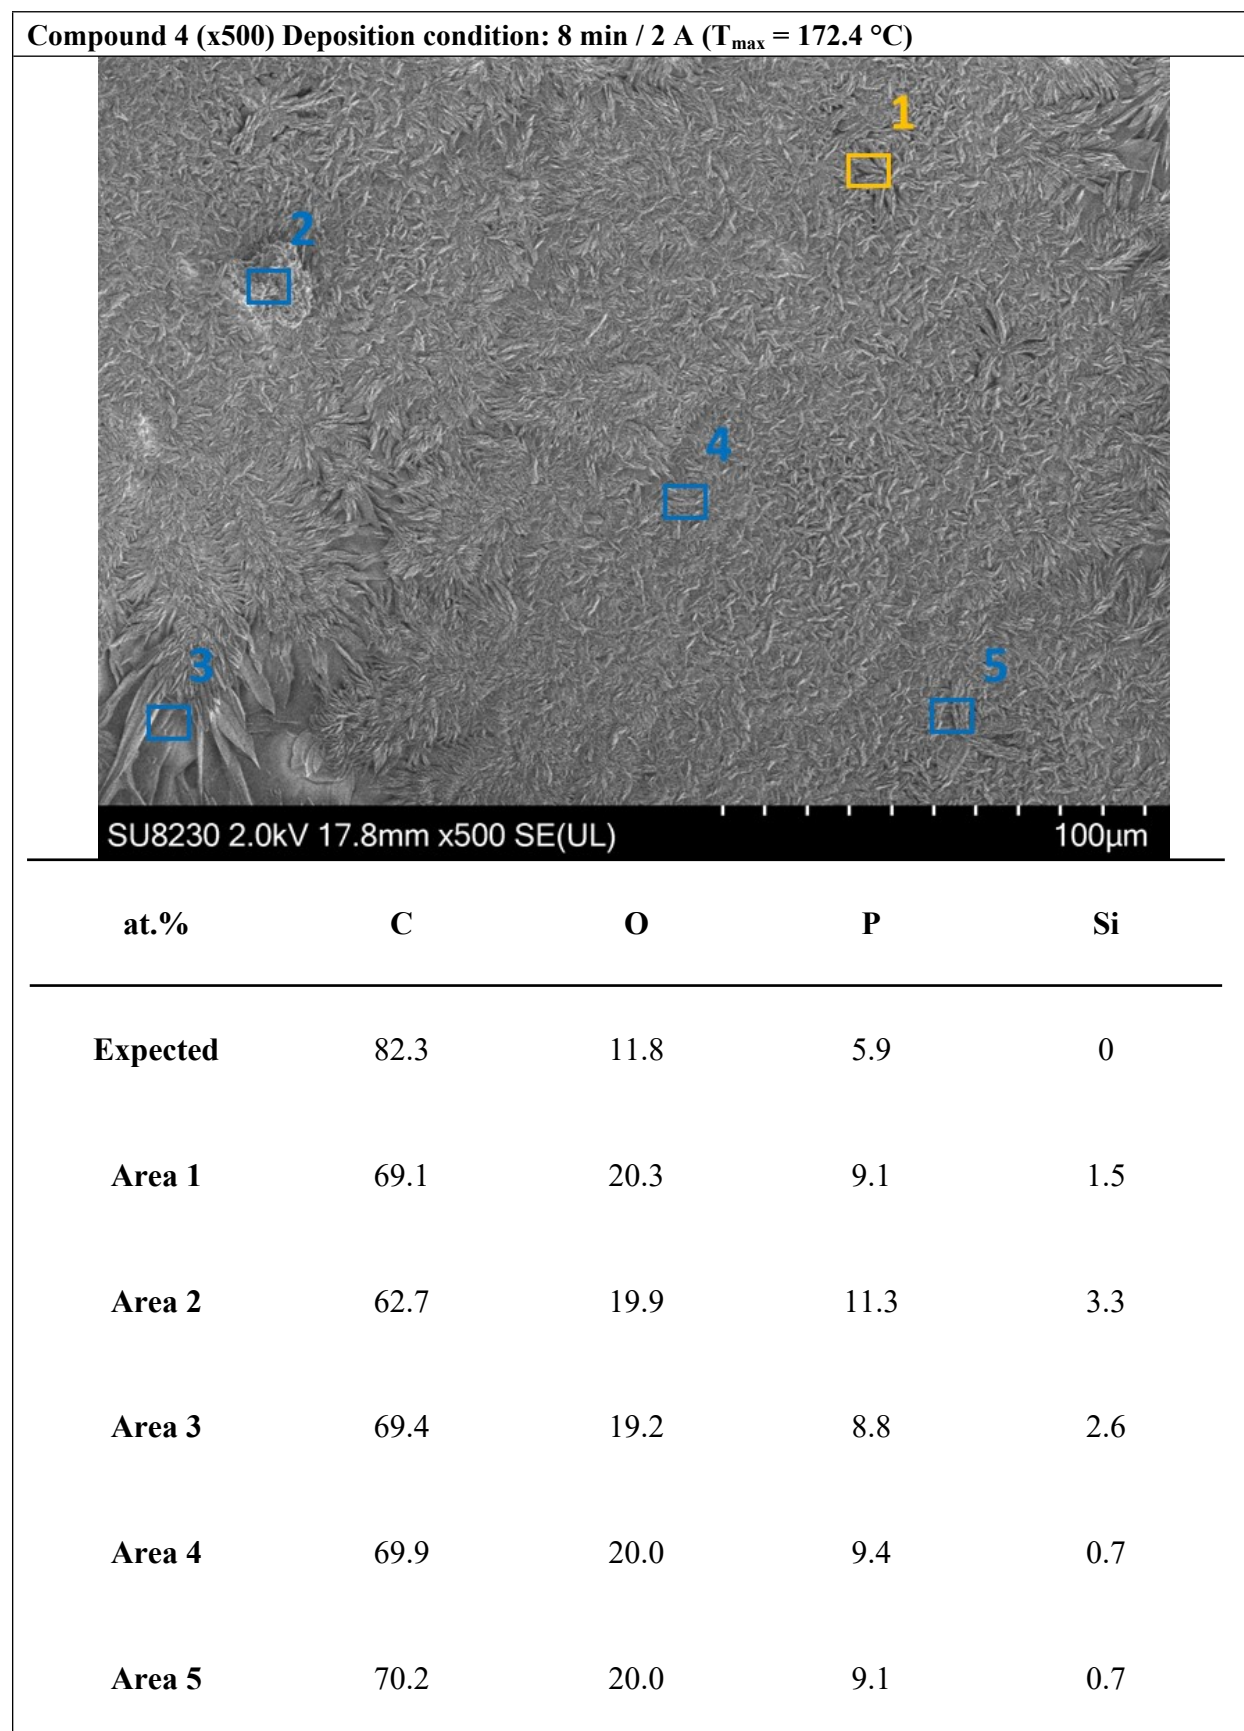 Compound 4 (x500) Deposition condition: 8 min / 2 A (Tmax = 172.4 °C)
1
2
4
3
5
SU8230 2.0kV 17.8mm x500 SE(UL) 100µm
at.% C O P Si
Expected 82.3 11.8 5.9 0
Area 1 69.1 20.3 9.1 1.5
Area 2 62.7 19.9 11.3 3.3
Area 3 69.4 19.2 8.8 2.6
Area 4 69.9 20.0 9.4 0.7
Area 5 70.2 20.0 9.1 0.7